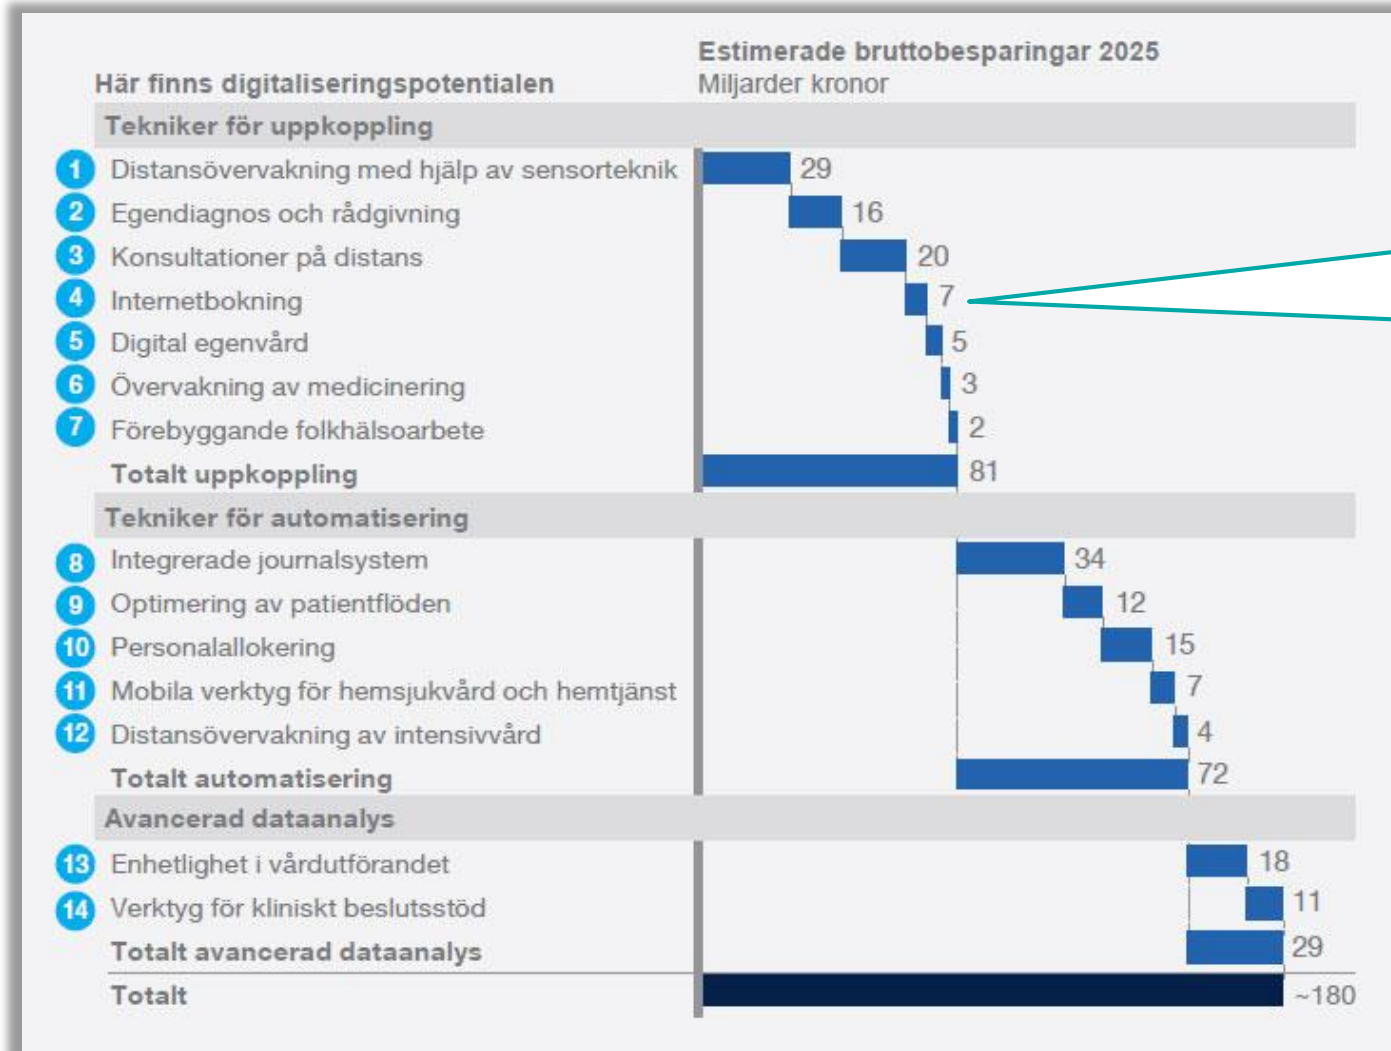 Estimerade bruttobesparingar 2025
Här finns digitaliseringspotentialen Miljarder kronor
Tekniker för uppkoppling
1 Distansövervakning med hjälp av sensorteknik 29
2 Egendiagnos och rådgivning 16
3 Konsultationer på distans 20
4 Internetbokning 7
5 Digital egenvård 5
6 Övervakning av medicinering 3
7 Förebyggande folkhälsoarbete 2
Totalt uppkoppling 81
Tekniker för automatisering
8 Integrerade journalsystem 34
9 Optimering av patientflöden 12
10 Personalallokering 15
11 Mobila verktyg för hemsjukvård och hemtjänst 7
12 Distansövervakning av intensivvård 4
Totalt automatisering 72
Avancerad dataanalys
13 Enhetlighet i vårdutförandet 18
14 Verktyg för kliniskt beslutsstöd 11
Totalt avancerad dataanalys 29
Totalt ~180